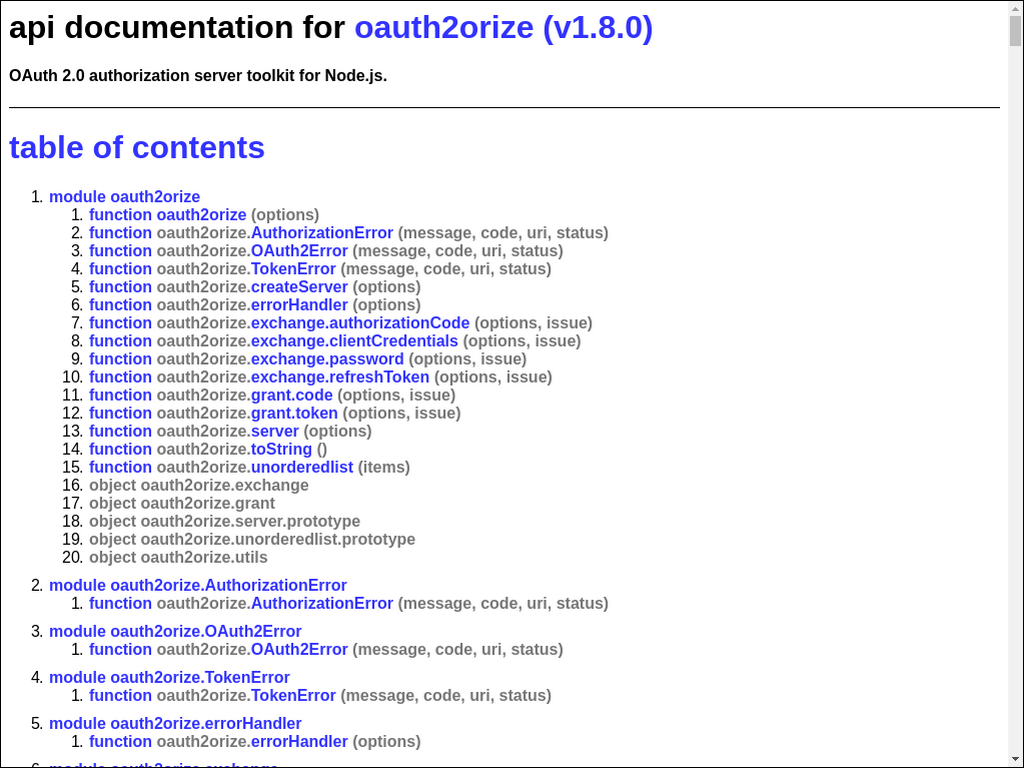 api documentation for oauth2orize (v1.8.0)
OAuth 2.0 authorization server toolkit for Node.js.
table of contents
1. module oauth2orize
1. function oauth2orize (options)
2. function oauth2orize.AuthorizationError (message, code, uri, status)
3. function oauth2orize.OAuth2Error (message, code, uri, status)
4. function oauth2orize.TokenError (message, code, uri, status)
5. function oauth2orize.createServer (options)
6. function oauth2orize.errorHandler (options)
7. function oauth2orize.exchange.authorizationCode (options, issue)
8. function oauth2orize.exchange.clientCredentials (options, issue)
9. function oauth2orize.exchange.password (options, issue)
10. function oauth2orize.exchange.refreshToken (options, issue)
11. function oauth2orize.grant.code (options, issue)
12. function oauth2orize.grant.token (options, issue)
13. function oauth2orize.server (options)
14. function oauth2orize.toString ()
15. function oauth2orize.unorderedlist (items)
16. object oauth2orize.exchange
17. object oauth2orize.grant
18. object oauth2orize.server.prototype
19. object oauth2orize.unorderedlist.prototype
20. object oauth2orize.utils
2. module oauth2orize.AuthorizationError
1. function oauth2orize.AuthorizationError (message, code, uri, status)
3. module oauth2orize.OAuth2Error
1. function oauth2orize.OAuth2Error (message, code, uri, status)
4. module oauth2orize.TokenError
1. function oauth2orize.TokenError (message, code, uri, status)
5. module oauth2orize.errorHandler
1. function oauth2orize.errorHandler (options)
6. module oauth2orize.exchange